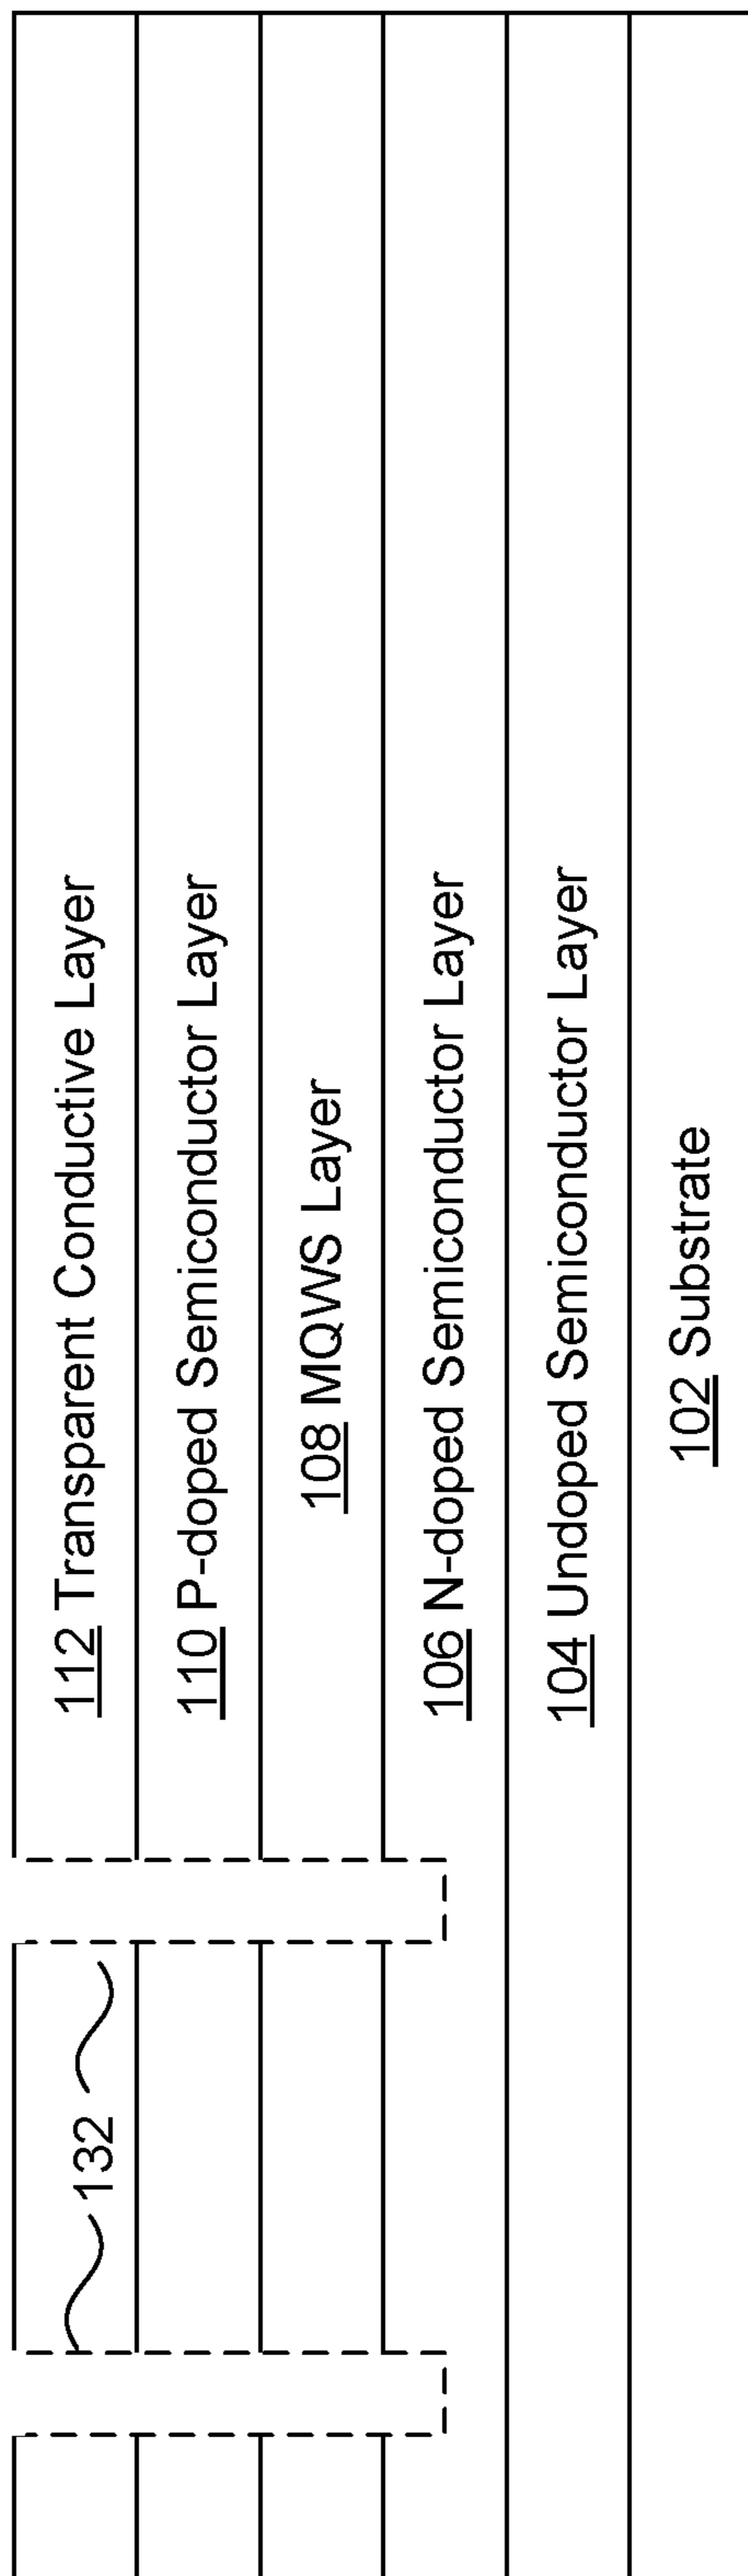 112 Transparent Conductive Layer
110 P-doped Semiconductor Layer
108 MQWS Layer
106 N-doped Semiconductor Layer
104 Undoped Semiconductor Layer
102 Substrate
132